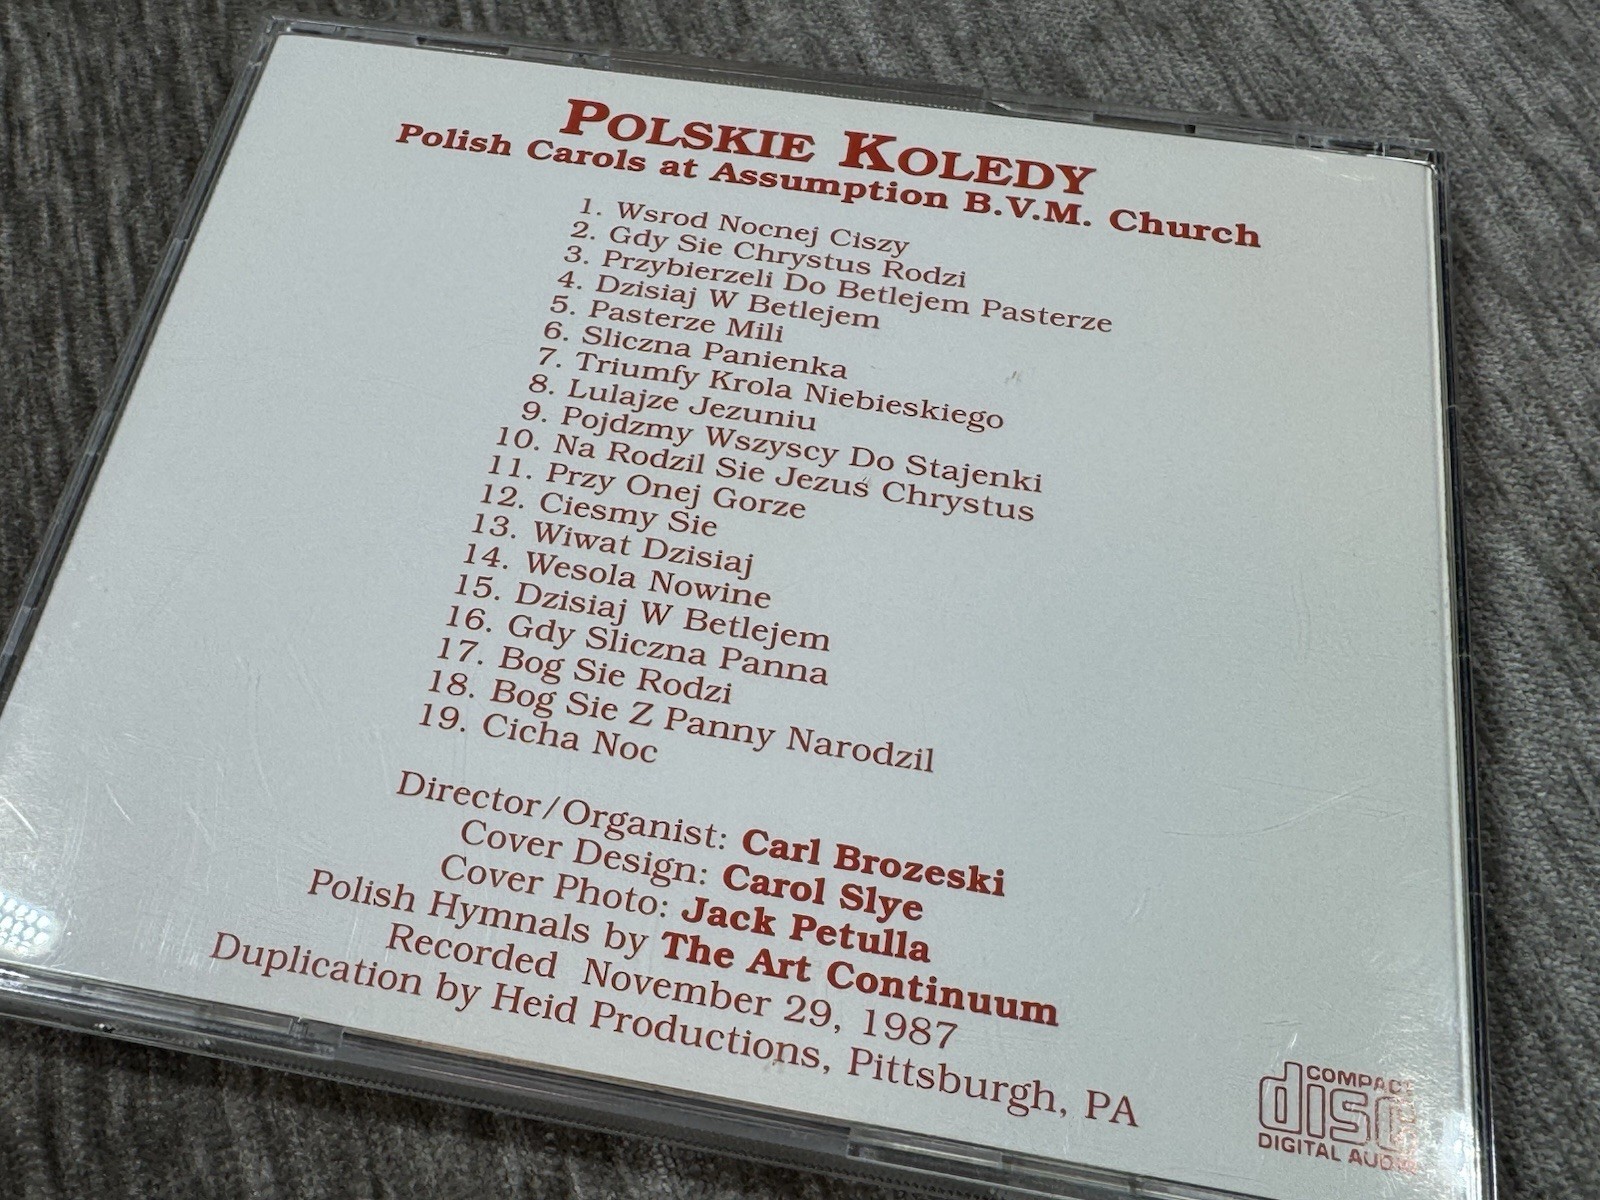 POLSKIE KOLEDY
Polish Carols at Assumption B.V.M. Church
1. Wsrod Nocnej Ciszy
2. Gdy Sie Chrystus Rodzi
3. Przybierzeli Do Betlejem Pasterze
4. Dzisiaj W Betlejem
5. Pasterze Mili
6. Sliczna Panienka
7. Triumfy Krola Niebieskiego
8. Lulajze Jezuniu
9. Pojdzmy Wszyscy Do Stajenki
10. Na Rodzil Sie Jezus Chrystus
11. Przy Onej Gorze
12. Ciesmy Sie
13. Wiwat Dzisiaj
14. Wesola Nowine
15. Dzisiaj W Betlejem
16. Gdy Sliczna Panna
17. Bog Sie Rodzi
18. Bog Sie Z Panny Narodzil
19. Cicha Noc
Director/Organist: Carl Brozeski
Cover Design: Carol Slye
Cover Photo: Jack Petulla
Polish Hymnals by The Art Continuum
Recorded November 29, 1987
Duplication by Heid Productions, Pittsburgh, PA
COMPACT
disc
DIGITAL AUDIO